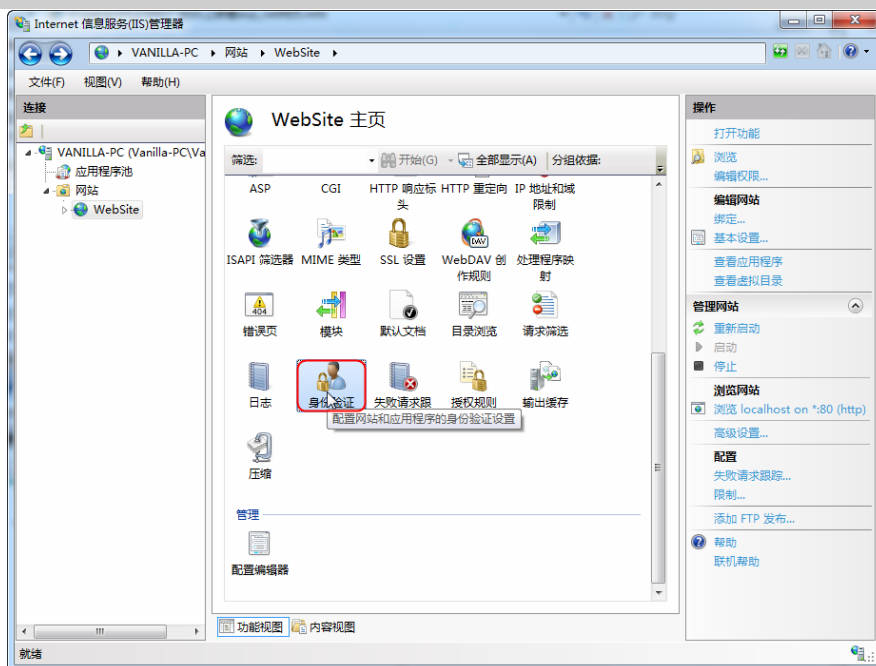 Internet 信息服务(IIS)管理器
VANILLA-PC 网站 WebSite
文件(F) 视图(V) 帮助(H)
连接
VANILLA-PC (Vanilla-PC\Va
应用程序池
网站
WebSite
WebSite 主页
筛选: 开始(G) 全部显示(A) 分组依据:
ASP CGI HTTP 响应标 HTTP 重定向 IP 地址和域
头 限制
DAV
ISAPI 筛选器 MIME 类型 SSL 设置 WebDAV 创 处理程序映
作规则 射
404
错误页 模块 默认文档 目录浏览 请求筛选
日志 身份验证 失败请求跟 授权规则 输出缓存
配置网站和应用程序的身份验证设置
压缩
管理
配置编辑器
功能视图 内容视图
就绪
操作
打开功能
浏览
编辑权限...
编辑网站
绑定...
基本设置...
查看应用程序
查看虚拟目录
管理网站
重新启动
启动
停止
浏览网站
浏览 localhost on *:80 (http)
高级设置...
配置
失败请求跟踪...
限制...
添加 FTP 发布...
帮助
联机帮助